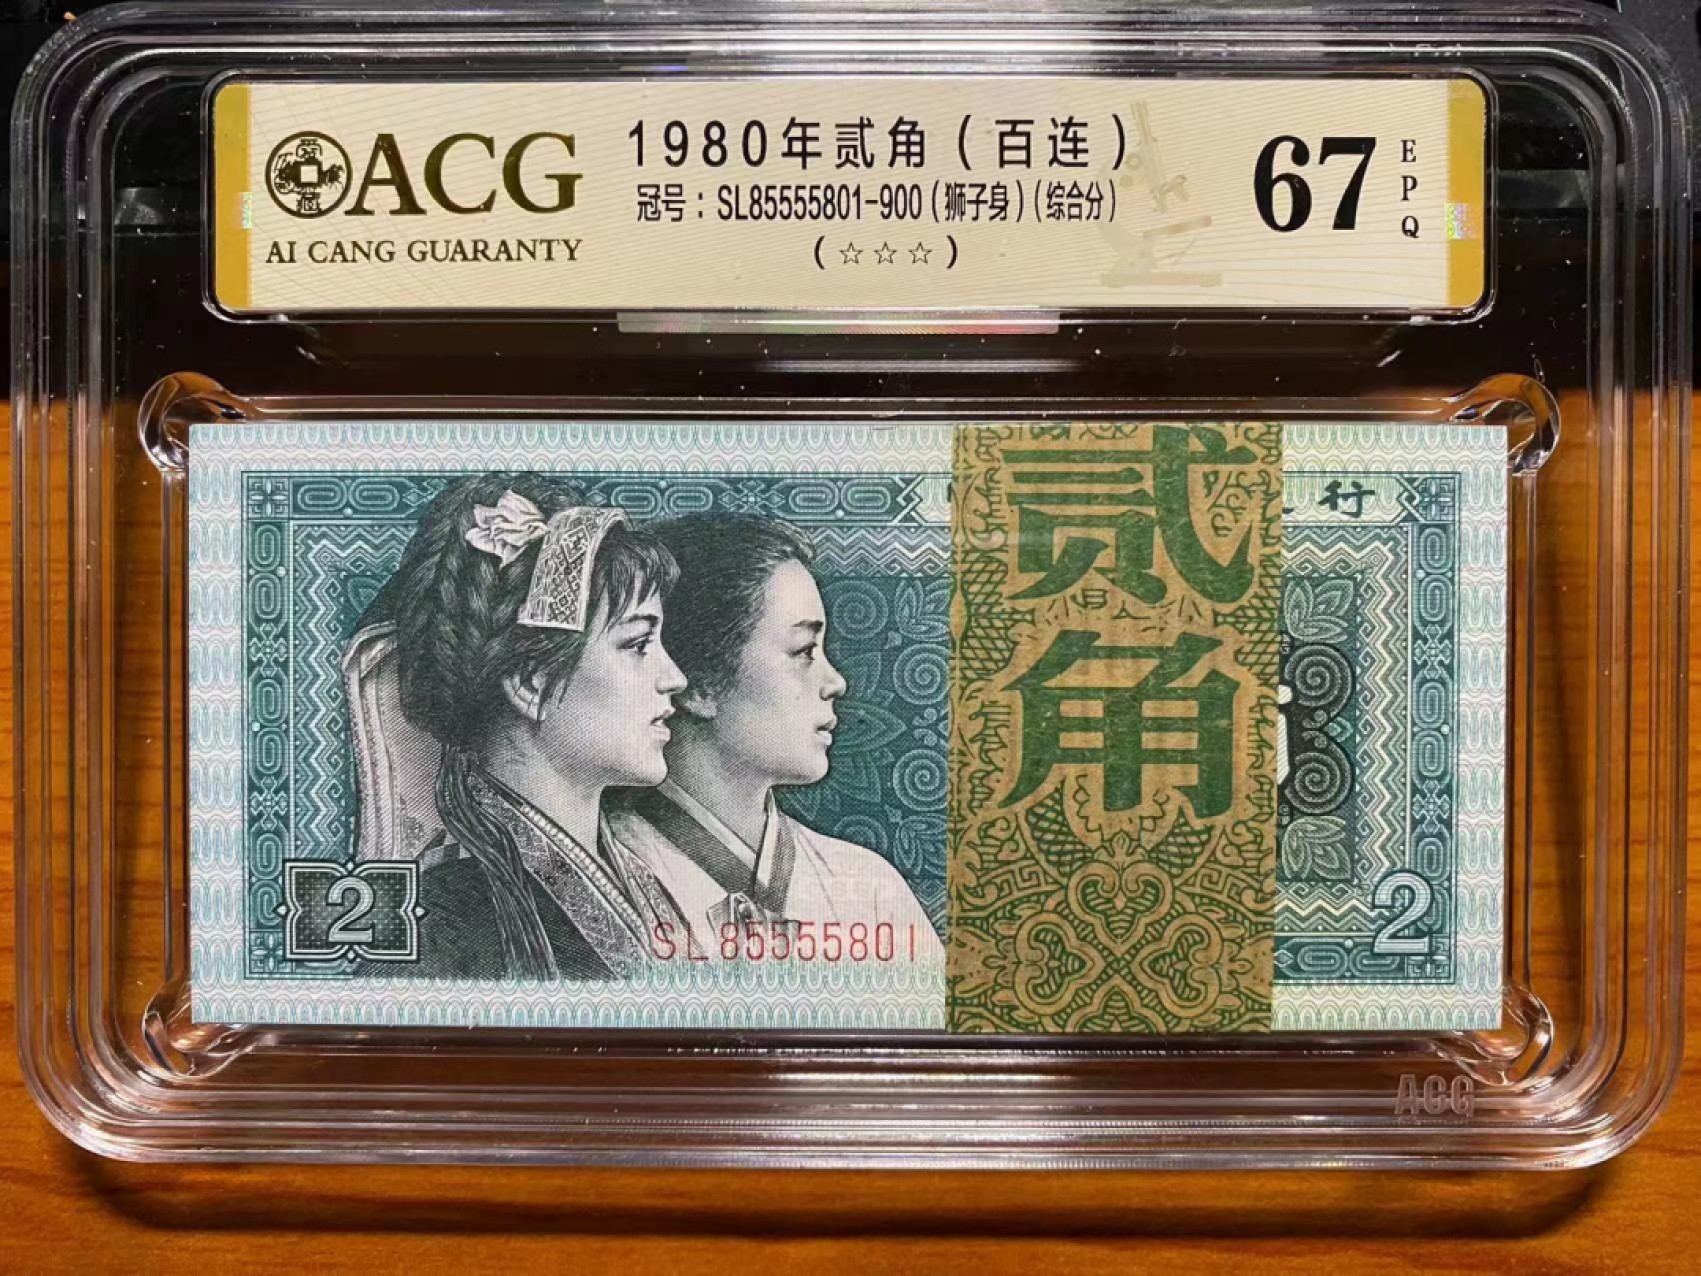 ACG
AI CANG GUARANTY
1980年贰角(百连)
冠号:SL85555801-900(狮子身)(综合分)
(☆☆☆)
67
EPQ
行
贰角
2
SL85555801
2
ACG